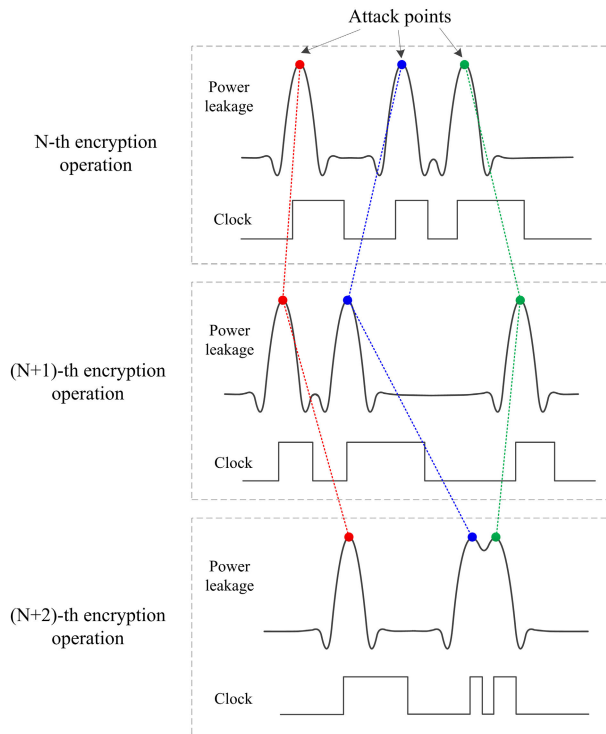 Attack points
Power
leakage
N-th encryption
operation
Clock
Power
leakage
(N+1)-th encryption
operation
Clock
Power
leakage
(N+2)-th encryption
operation
Clock